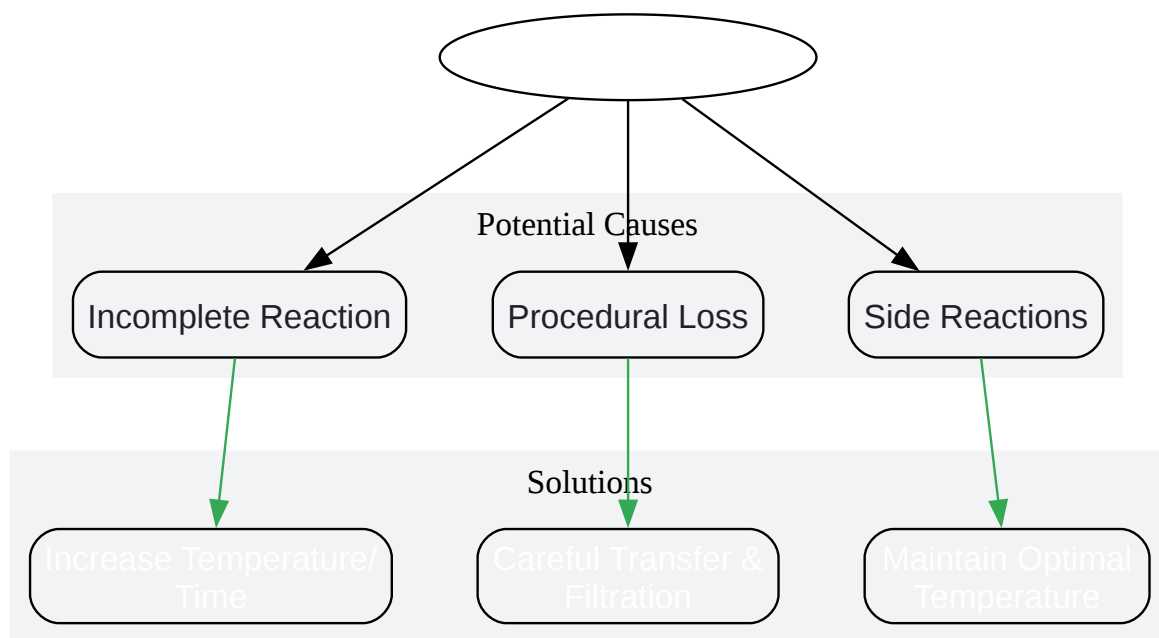 Potential Causes
Incomplete Reaction
Procedural Loss
Side Reactions
Solutions
Increase Temperature/
Time
Careful Transfer &
Filtration
Maintain Optimal
Temperature